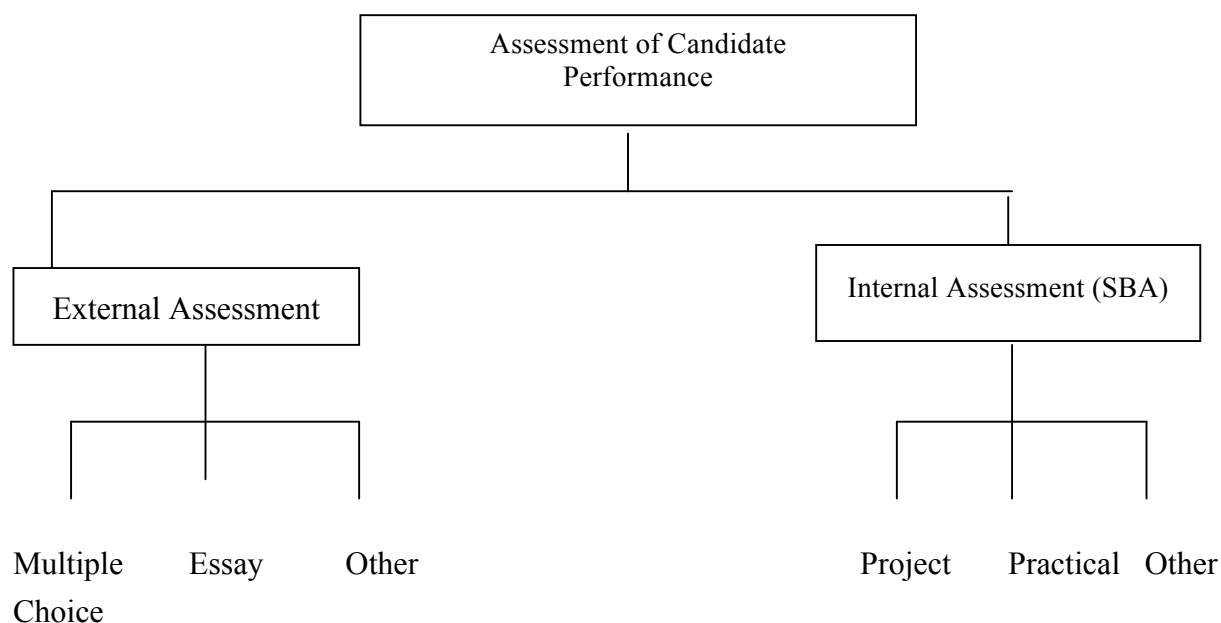 Assessment of Candidate
Performance
External Assessment
Internal Assessment (SBA)
Multiple Choice
Essay
Other
Project
Practical
Other